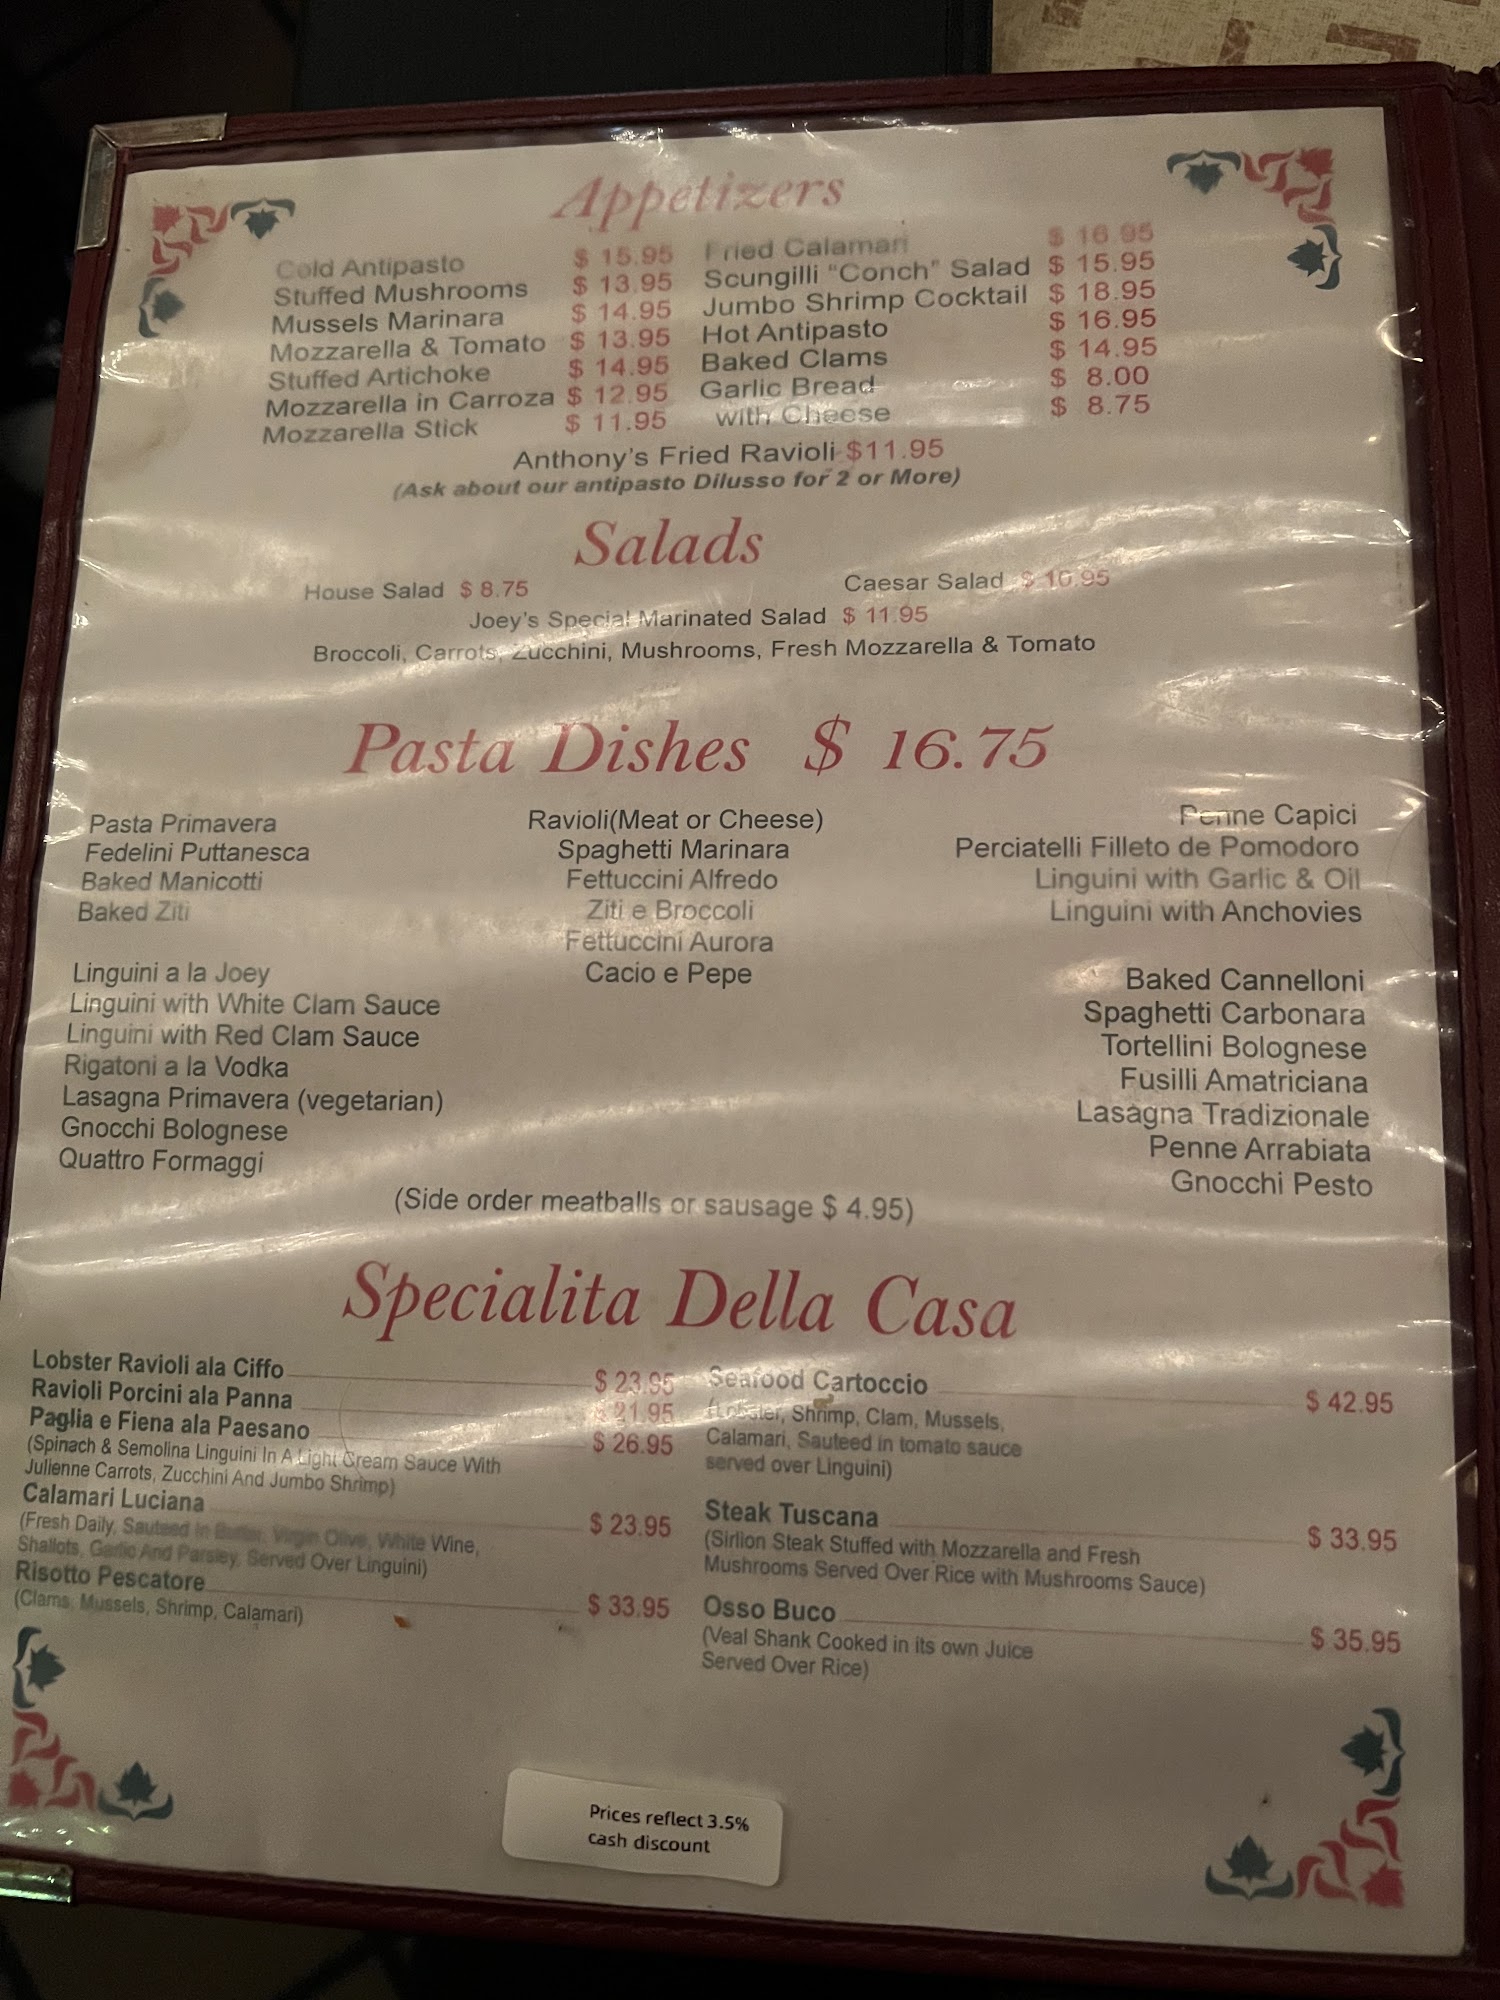 Appetizers
Cold Antipasto $ 15.95
Stuffed Mushrooms $ 13.95
Mussels Marinara $ 14.95
Mozzarella & Tomato $ 13.95
Stuffed Artichoke $ 14.95
Mozzarella in Carroza $ 12.95
Mozzarella Stick $ 11.95
Fried Calamari $ 16.95
Scungilli "Conch" Salad $ 15.95
Jumbo Shrimp Cocktail $ 18.95
Hot Antipasto $ 16.95
Baked Clams $ 14.95
Garlic Bread $ 8.00
with Cheese $ 8.75
Anthony's Fried Ravioli $11.95
(Ask about our antipasto Dilusso for 2 or More)
Salads
House Salad $ 8.75
Caesar Salad $ 10.95
Joey's Special Marinated Salad $ 11.95
Broccoli, Carrots, Zucchini, Mushrooms, Fresh Mozzarella & Tomato
Pasta Dishes $ 16.75
Pasta Primavera
Fedelini Puttanesca
Baked Manicotti
Baked Ziti
Linguini a la Joey
Linguini with White Clam Sauce
Linguini with Red Clam Sauce
Rigatoni a la Vodka
Lasagna Primavera (vegetarian)
Gnocchi Bolognese
Quattro Formaggi
Ravioli(Meat or Cheese)
Spaghetti Marinara
Fettuccini Alfredo
Ziti e Broccoli
Fettuccini Aurora
Cacio e Pepe
Penne Capici
Perciatelli Filleto de Pomodoro
Linguini with Garlic & Oil
Linguini with Anchovies
Baked Cannelloni
Spaghetti Carbonara
Tortellini Bolognese
Fusilli Amatriciana
Lasagna Tradizionale
Penne Arrabiata
Gnocchi Pesto
(Side order meatballs or sausage $ 4.95)
Specialita Della Casa
Lobster Ravioli ala Ciffo $ 23.95
Ravioli Porcini ala Panna $ 21.95
Paglia e Fiena ala Paesano $ 26.95
(Spinach & Semolina Linguini In A Light Cream Sauce With
Julienne Carrots, Zucchini And Jumbo Shrimp)
Calamari Luciana $ 23.95
(Fresh Daily, Sauteed In Butter, Virgin Olive, White Wine,
Shallots, Garlic And Parsley, Served Over Linguini)
Risotto Pescatore $ 33.95
(Clams, Mussels, Shrimp, Calamari)
Seafood Cartoccio $ 42.95
(Lobster, Shrimp, Clam, Mussels,
Calamari, Sauteed in tomato sauce
served over Linguini)
Steak Tuscana $ 33.95
(Sirlion Steak Stuffed with Mozzarella and Fresh
Mushrooms Served Over Rice with Mushrooms Sauce)
Osso Buco $ 35.95
(Veal Shank Cooked in its own Juice
Served Over Rice)
Prices reflect 3.5%
cash discount